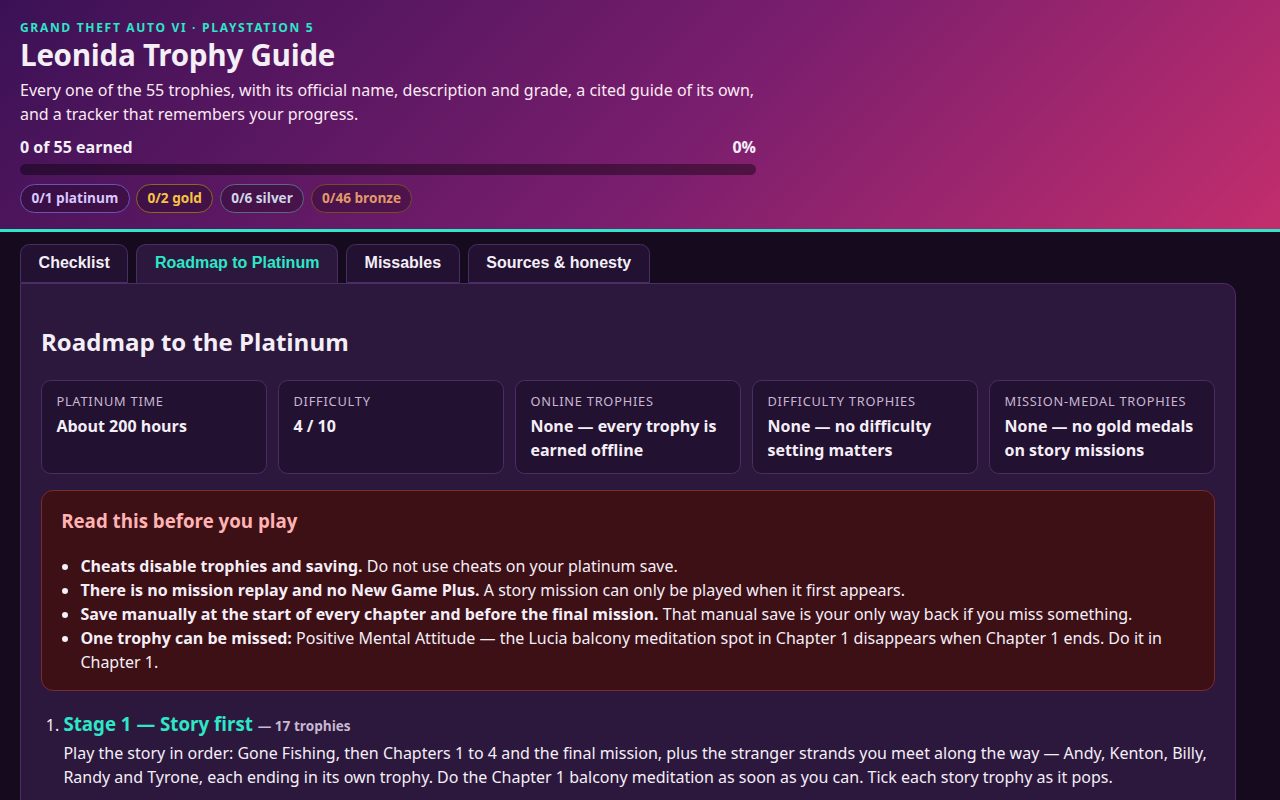 GRAND THEFT AUTO VI · PLAYSTATION 5
Leonida Trophy Guide
Every one of the 55 trophies, with its official name, description and grade, a cited guide of its own,
and a tracker that remembers your progress.
0 of 55 earned 0%
0/1 platinum 0/2 gold 0/6 silver 0/46 bronze
Checklist Roadmap to Platinum Missables Sources & honesty
Roadmap to the Platinum
PLATINUM TIME
About 200 hours
DIFFICULTY
4 / 10
ONLINE TROPHIES
None — every trophy is
earned offline
DIFFICULTY TROPHIES
None — no difficulty
setting matters
MISSION-MEDAL TROPHIES
None — no gold medals
on story missions
Read this before you play
• Cheats disable trophies and saving. Do not use cheats on your platinum save.
• There is no mission replay and no New Game Plus. A story mission can only be played when it first appears.
• Save manually at the start of every chapter and before the final mission. That manual save is your only way back if you miss something.
• One trophy can be missed: Positive Mental Attitude — the Lucia balcony meditation spot in Chapter 1 disappears when Chapter 1 ends. Do it in
Chapter 1.
1. Stage 1 — Story first — 17 trophies
Play the story in order: Gone Fishing, then Chapters 1 to 4 and the final mission, plus the stranger strands you meet along the way — Andy, Kenton, Billy,
Randy and Tyrone, each ending in its own trophy. Do the Chapter 1 balcony meditation as soon as you can. Tick each story trophy as it pops.